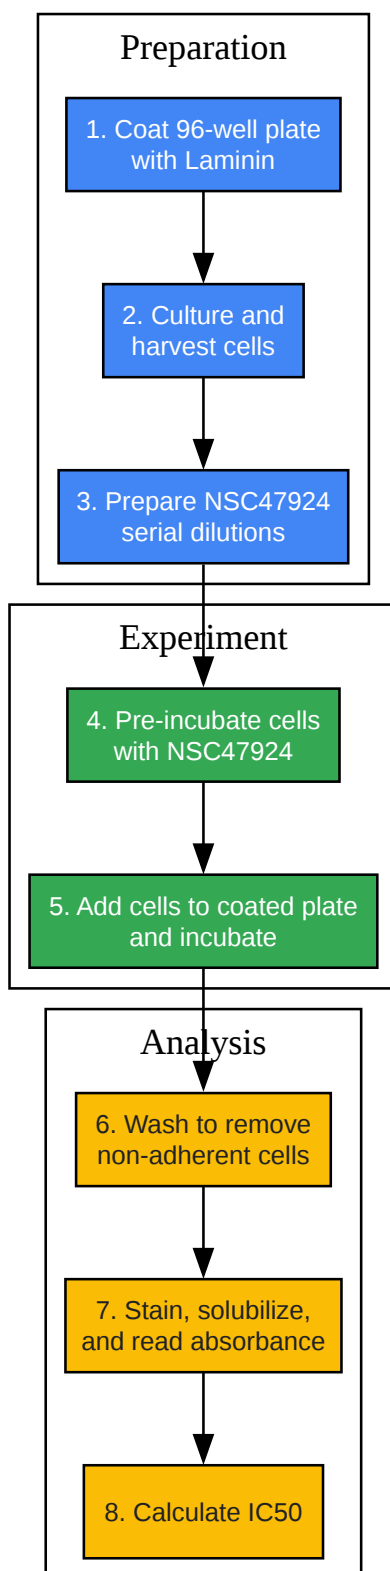 Preparation
1. Coat 96-well plate
with Laminin
2. Culture and
harvest cells
3. Prepare NSC47924
serial dilutions
Experiment
4. Pre-incubate cells
with NSC47924
5. Add cells to coated plate
and incubate
Analysis
6. Wash to remove
non-adherent cells
7. Stain, solubilize,
and read absorbance
8. Calculate IC50